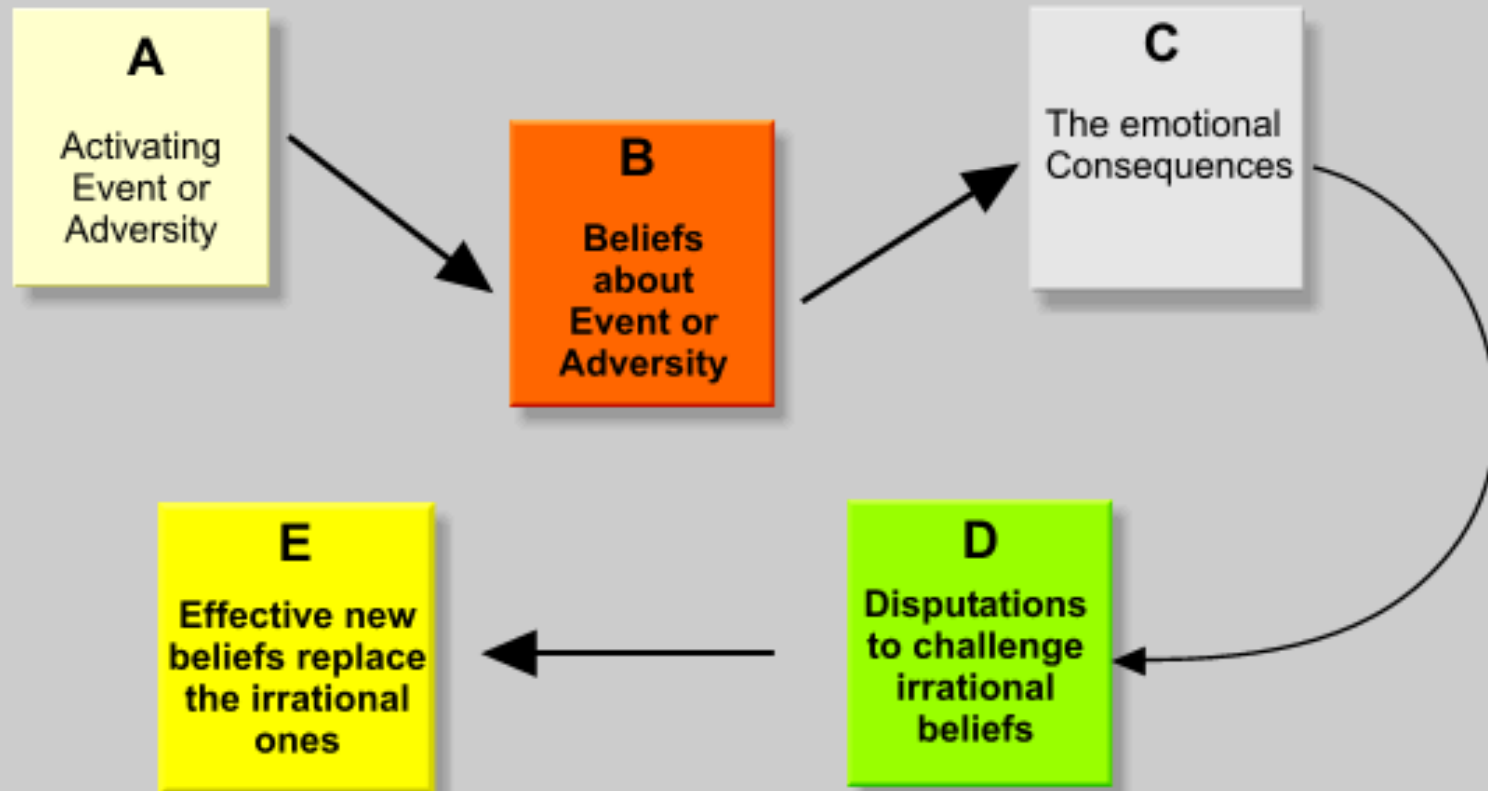 A
Activating
Event or
Adversity
B
Beliefs
about
Event or
Adversity
C
The emotional
Consequences
D
Disputations
to challenge
irrational
beliefs
E
Effective new
beliefs replace
the irrational
ones